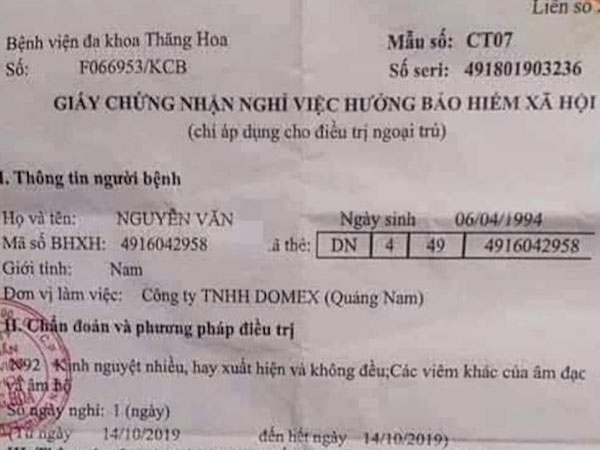 Liên số
Bệnh viện đa khoa Thăng Hoa
Mẫu số: CT07
Số: F066953/KCB
Số seri: 491801903236
GIẤY CHỨNG NHẬN NGHỈ VIỆC HƯỞNG BẢO HIỂM XÃ HỘI
(chỉ áp dụng cho điều trị ngoại trú)
I. Thông tin người bệnh
Họ và tên: NGUYỄN VĂN Ngày sinh 06/04/1994
Mã số BHXH: 4916042958 ã thẻ: DN 4 49 4916042958
Giới tính: Nam
Đơn vị làm việc: Công ty TNHH DOMEX (Quảng Nam)
II. Chẩn đoán và phương pháp điều trị
N92 Kinh nguyệt nhiều, hay xuất hiện và không đều;Các viêm khác của âm đạo
và âm hộ
Số ngày nghỉ: 1 (ngày)
(Từ ngày 14/10/2019 đến hết ngày 14/10/2019)